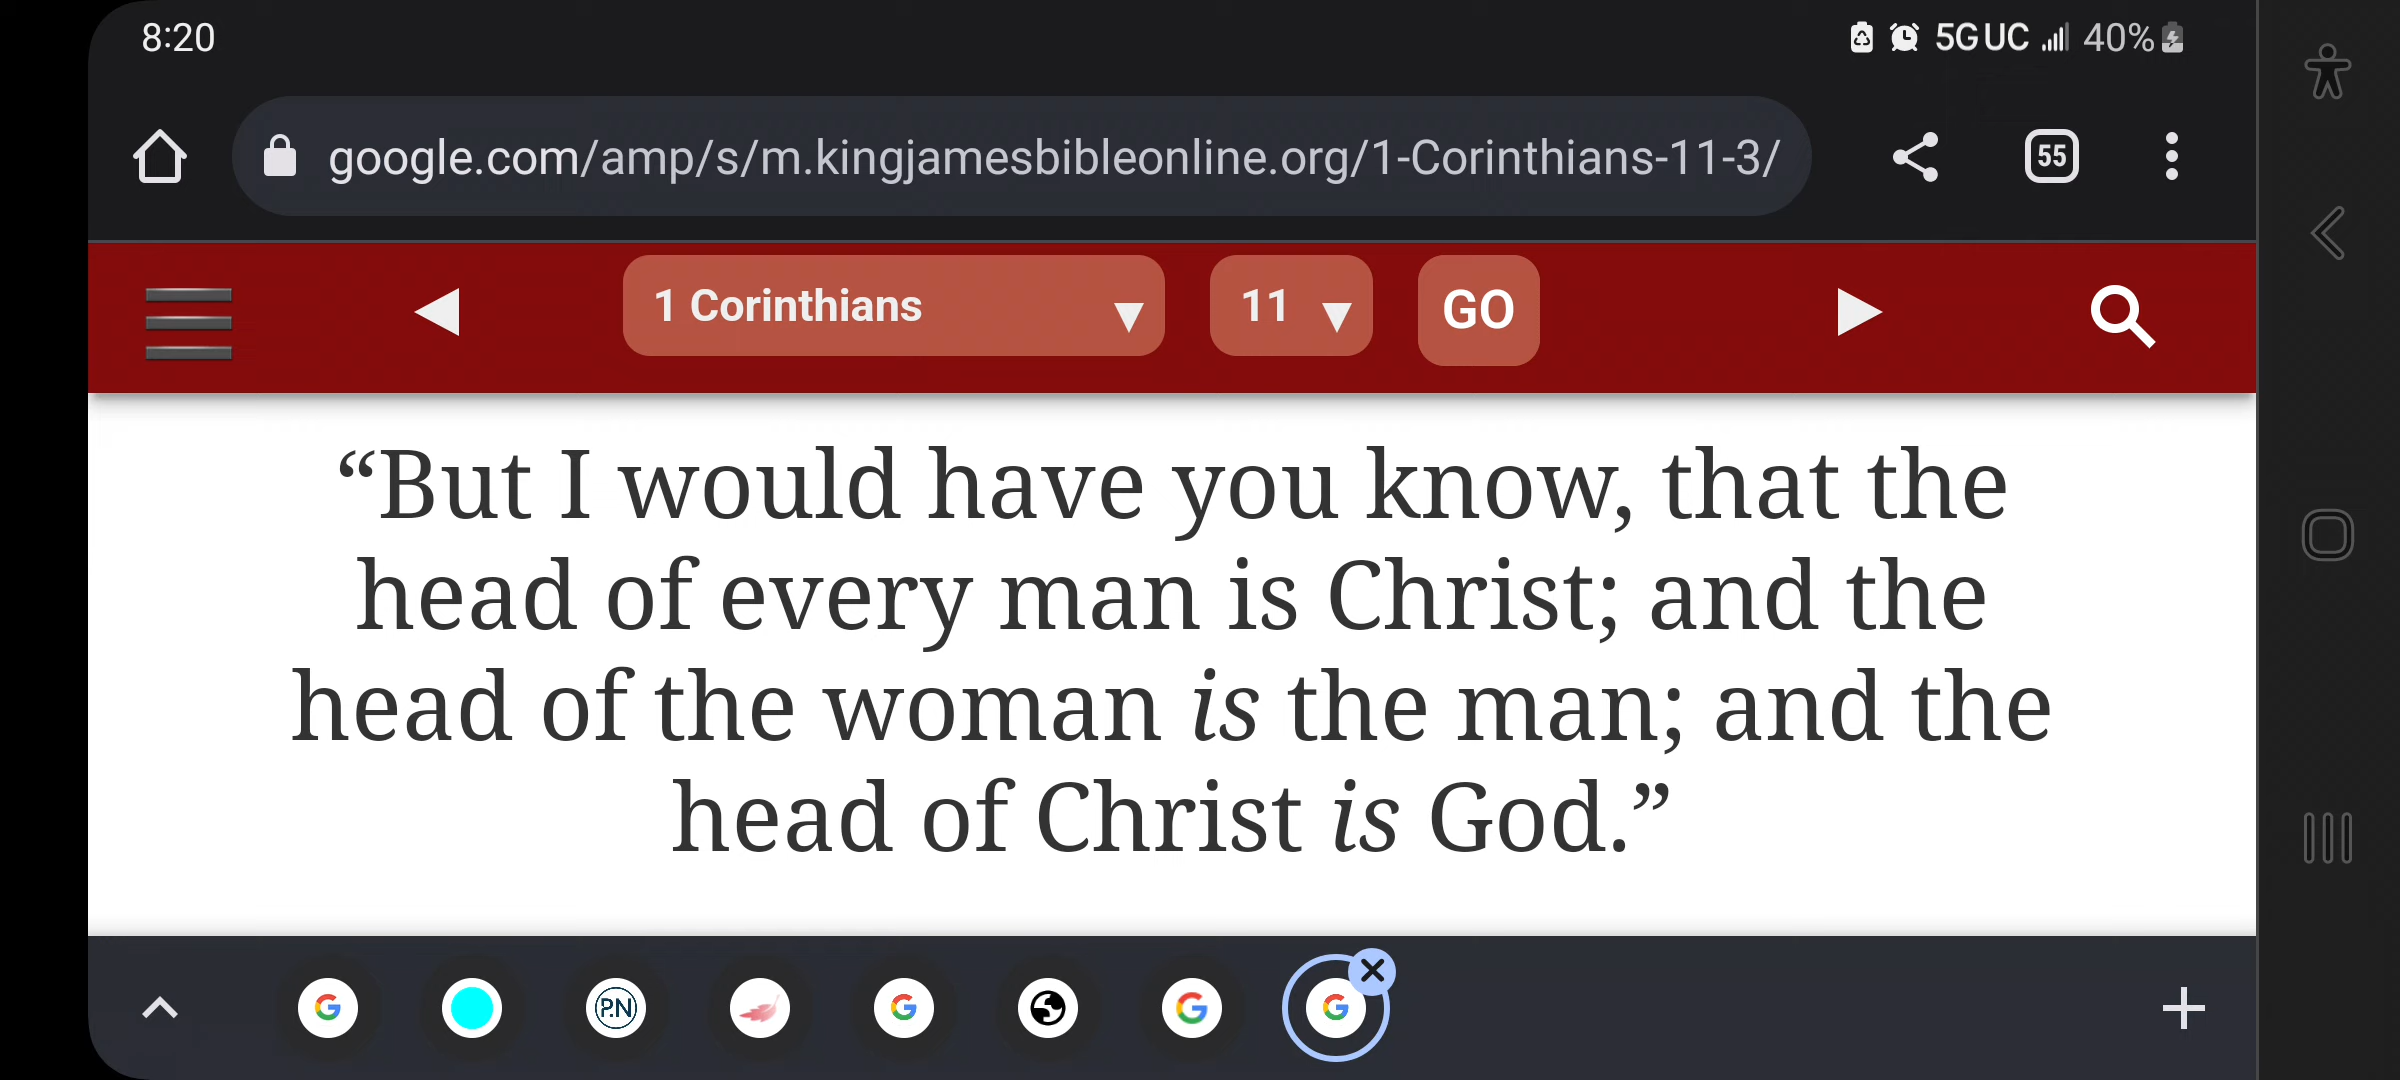 8:20
5G UC 40%
google.com/amp/s/m.kingjamesbibleonline.org/1-Corinthians-11-3/
55
1 Corinthians 11 GO
“But I would have you know, that the
head of every man is Christ; and the
head of the woman is the man; and the
head of Christ is God.”
G P.N G G G